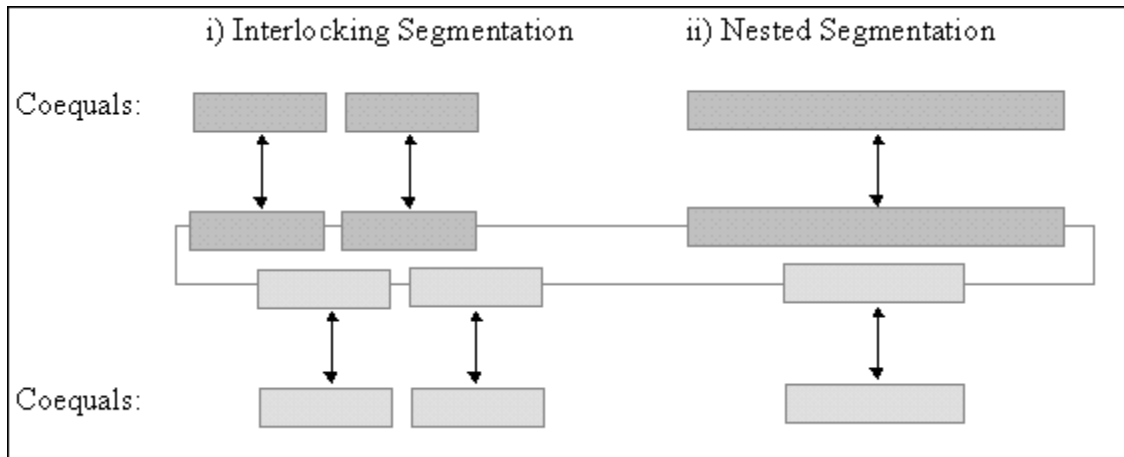 i) Interlocking Segmentation
ii) Nested Segmentation
Coequals:
Coequals: